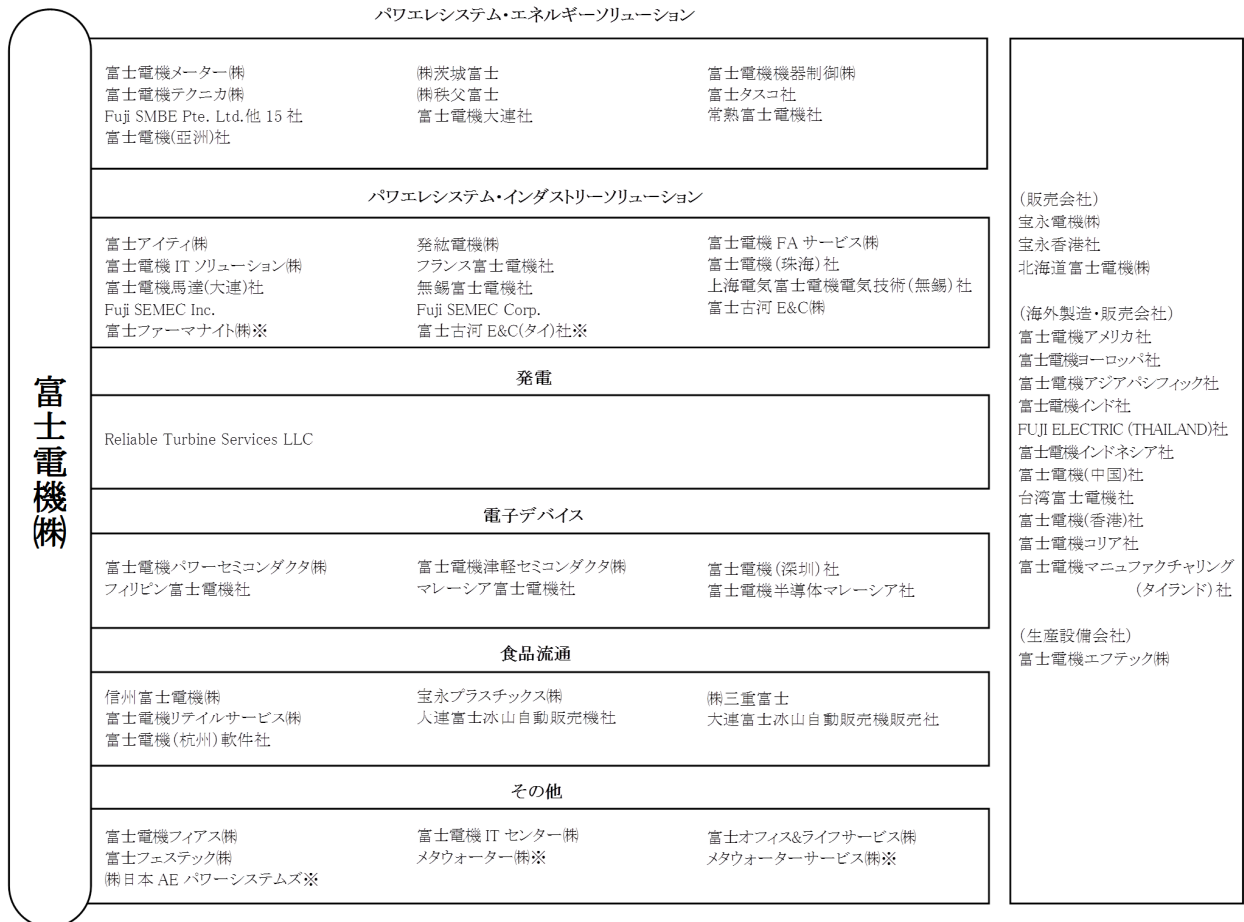 富士電機㈱
パワエレシステム・エネルギーソリューション
富士電機メーター㈱
㈱茨城富士
富士電機機器制御㈱
富士電機テクニカ㈱
㈱秩父富士
富士タスコ社
Fuji SMBE Pte. Ltd.他 15 社
富士電機大連社
常熟富士電機社
富士電機(亞洲)社
パワエレシステム・インダストリーソリューション
富士アイティ㈱
発紘電機㈱
富士電機 FA サービス㈱
富士電機 IT ソリューション㈱
フランス富士電機社
富士電機(珠海)社
富士電機馬達(大連)社
無錫富士電機社
上海電気富士電機電気技術(無錫)社
Fuji SEMEC Inc.
Fuji SEMEC Corp.
富士古河 E&C㈱
富士ファーマナイト㈱※
富士古河 E&C(タイ)社※
発電
Reliable Turbine Services LLC
電子デバイス
富士電機パワーセミコンダクタ㈱
富士電機津軽セミコンダクタ㈱
富士電機(深圳)社
フィリピン富士電機社
マレーシア富士電機社
富士電機半導体マレーシア社
食品流通
信州富士電機㈱
宝永プラスチックス㈱
㈱三重富士
富士電機リテイルサービス㈱
大連富士冰山自動販売機社
大連富士冰山自動販売機販売社
富士電機(杭州)軟件社
その他
富士電機フィアス㈱
富士電機 IT センター㈱
富士オフィス&ライフサービス㈱
富士フェステック㈱
メタウォーター㈱※
メタウォーターサービス㈱※
㈱日本 AE パワーシステムズ※
(販売会社)
宝永電機㈱
宝永香港社
北海道富士電機㈱
(海外製造・販売会社)
富士電機アメリカ社
富士電機ヨーロッパ社
富士電機アジアパシフィック社
富士電機インド社
FUJI ELECTRIC (THAILAND)社
富士電機インドネシア社
富士電機(中国)社
台湾富士電機社
富士電機(香港)社
富士電機コリア社
富士電機マニュファクチャリング
(タイランド)社
(生産設備会社)
富士電機エフテック㈱